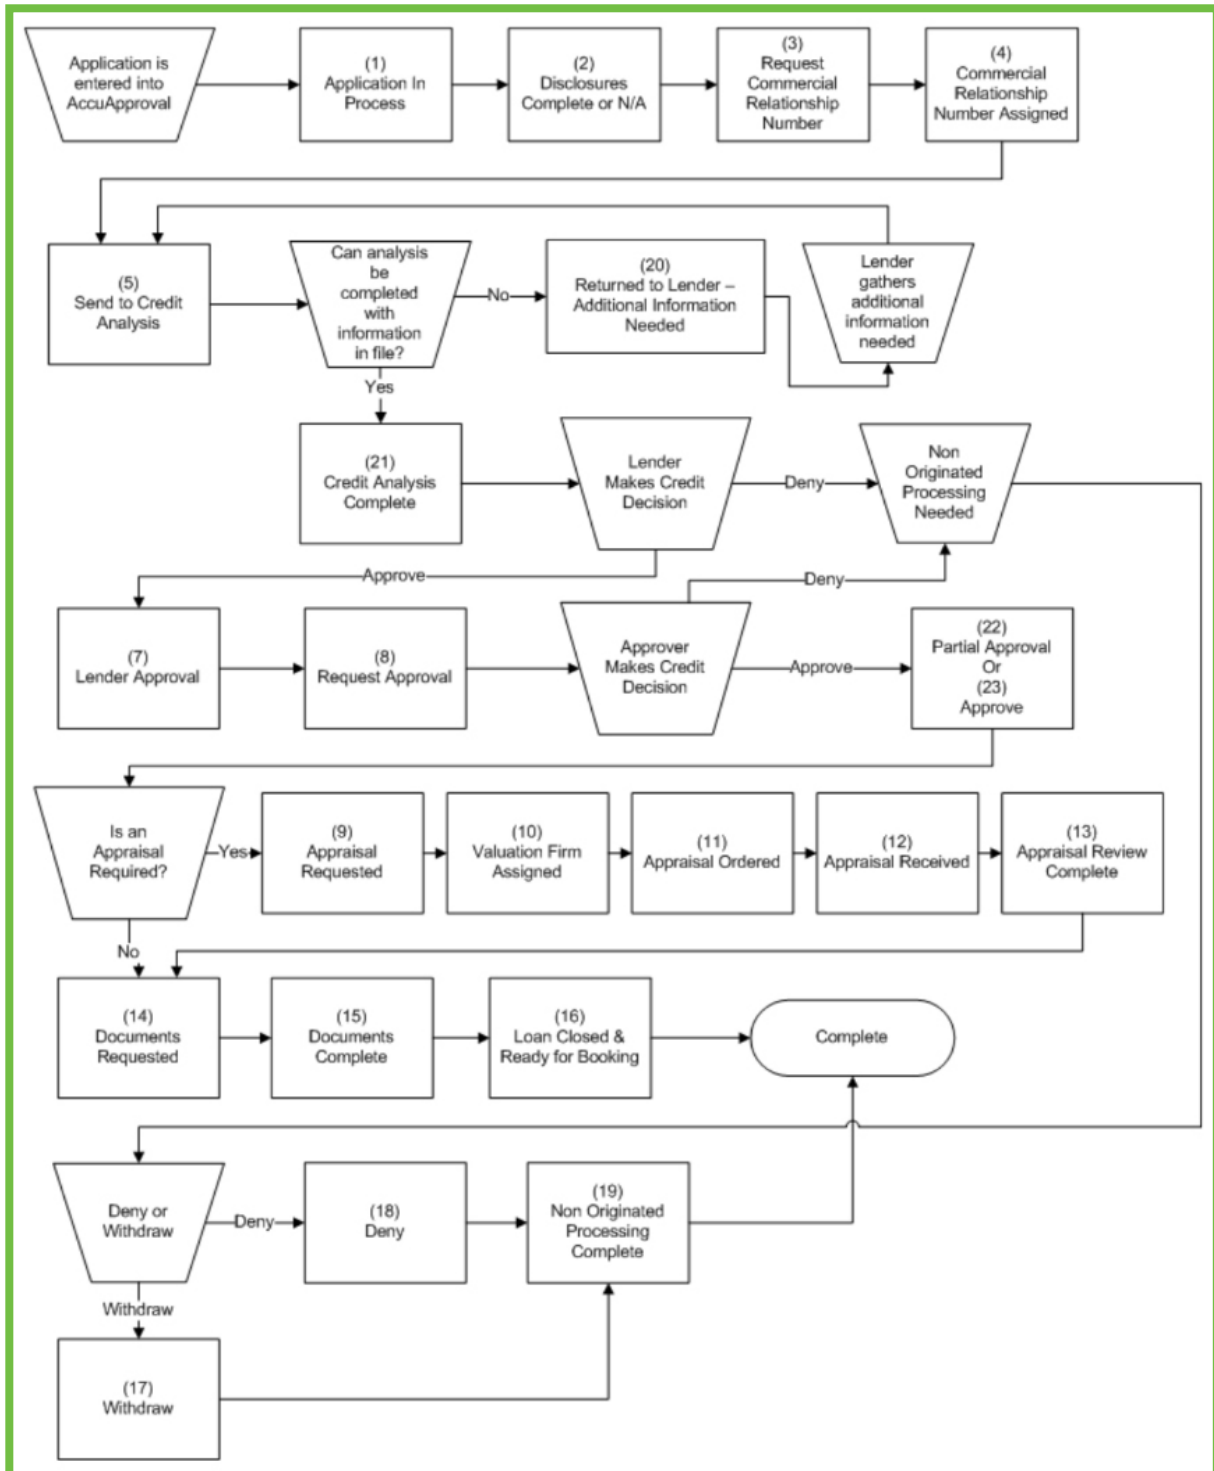 Application is
entered into
AccuApproval
(1)
Application In
Process
(2)
Disclosures
Complete or N/A
(3)
Request
Commercial
Relationship
Number
(4)
Commercial
Relationship
Number Assigned
(5)
Send to Credit
Analysis
Can analysis
be
completed
with
information
in file?
No
(20)
Returned to Lender –
Additional Information
Needed
Lender
gathers
additional
information
needed
Yes
(21)
Credit Analysis
Complete
Lender
Makes Credit
Decision
Deny
Non
Originated
Processing
Needed
Approve
Deny
(7)
Lender Approval
(8)
Request Approval
Approver
Makes Credit
Decision
Approve
(22)
Partial Approval
Or
(23)
Approve
Is an
Appraisal
Required?
Yes
(9)
Appraisal
Requested
(10)
Valuation Firm
Assigned
(11)
Appraisal Ordered
(12)
Appraisal Received
(13)
Appraisal Review
Complete
No
(14)
Documents
Requested
(15)
Documents
Complete
(16)
Loan Closed &
Ready for Booking
Complete
Deny or
Withdraw
Deny
(18)
Deny
(19)
Non Originated
Processing
Complete
Withdraw
(17)
Withdraw